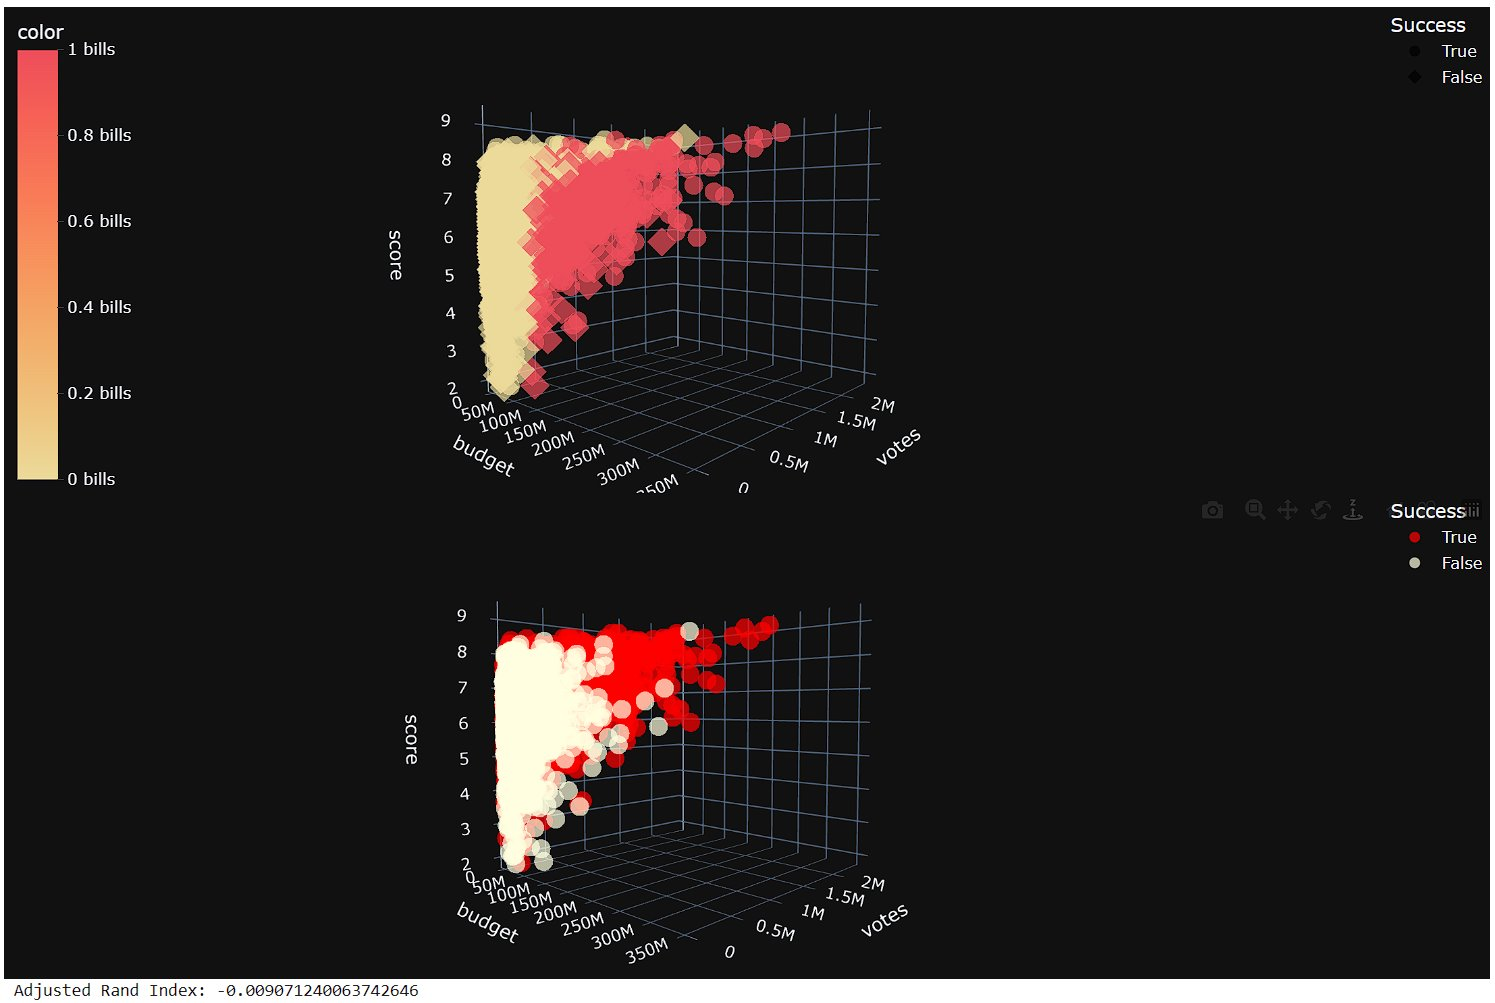 color
1 bills
0.8 bills
0.6 bills
0.4 bills
0.2 bills
0 bills
Success
True
False
9
8
7
6
5
4
3
2
score
0
50M
100M
150M
200M
250M
300M
350M
budget
0
0.5M
1M
1.5M
2M
votes
Success
True
False
9
8
7
6
5
4
3
2
score
0
50M
100M
150M
200M
250M
300M
350M
budget
0
0.5M
1M
1.5M
2M
votes
Adjusted Rand Index: -0.009071240063742646